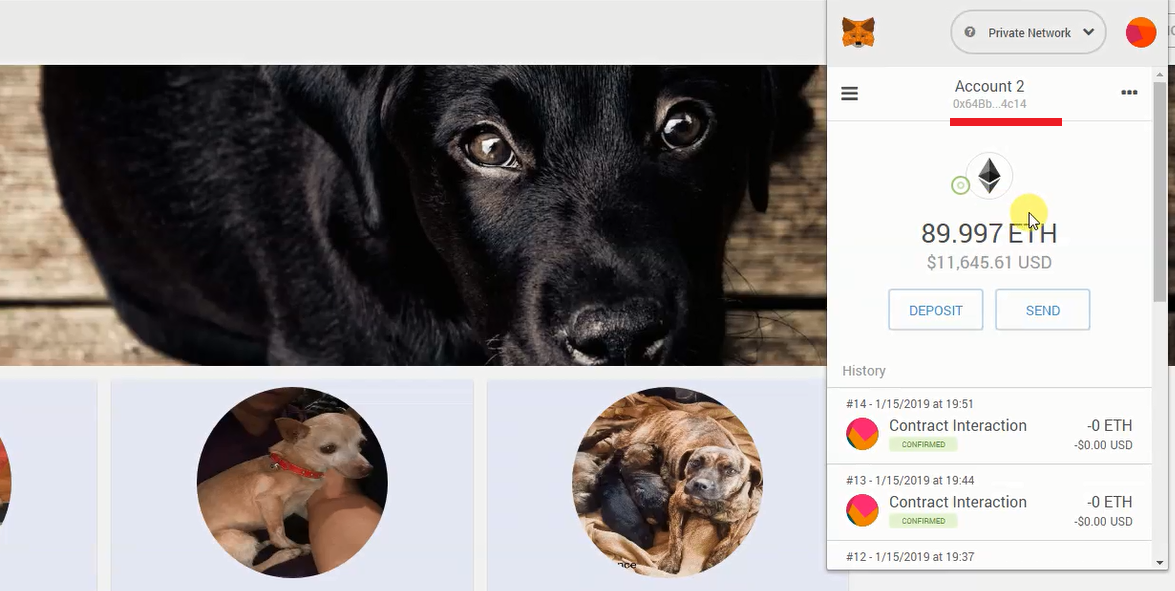 Private Network
Account 2
0x64Bb...4c14
89.997 ETH
$11,645.61 USD
DEPOSIT
SEND
History
#14 - 1/15/2019 at 19:51
Contract Interaction
-0 ETH
CONFIRMED
-$0.00 USD
#13 - 1/15/2019 at 19:44
Contract Interaction
-0 ETH
CONFIRMED
-$0.00 USD
#12 - 1/15/2019 at 19:37